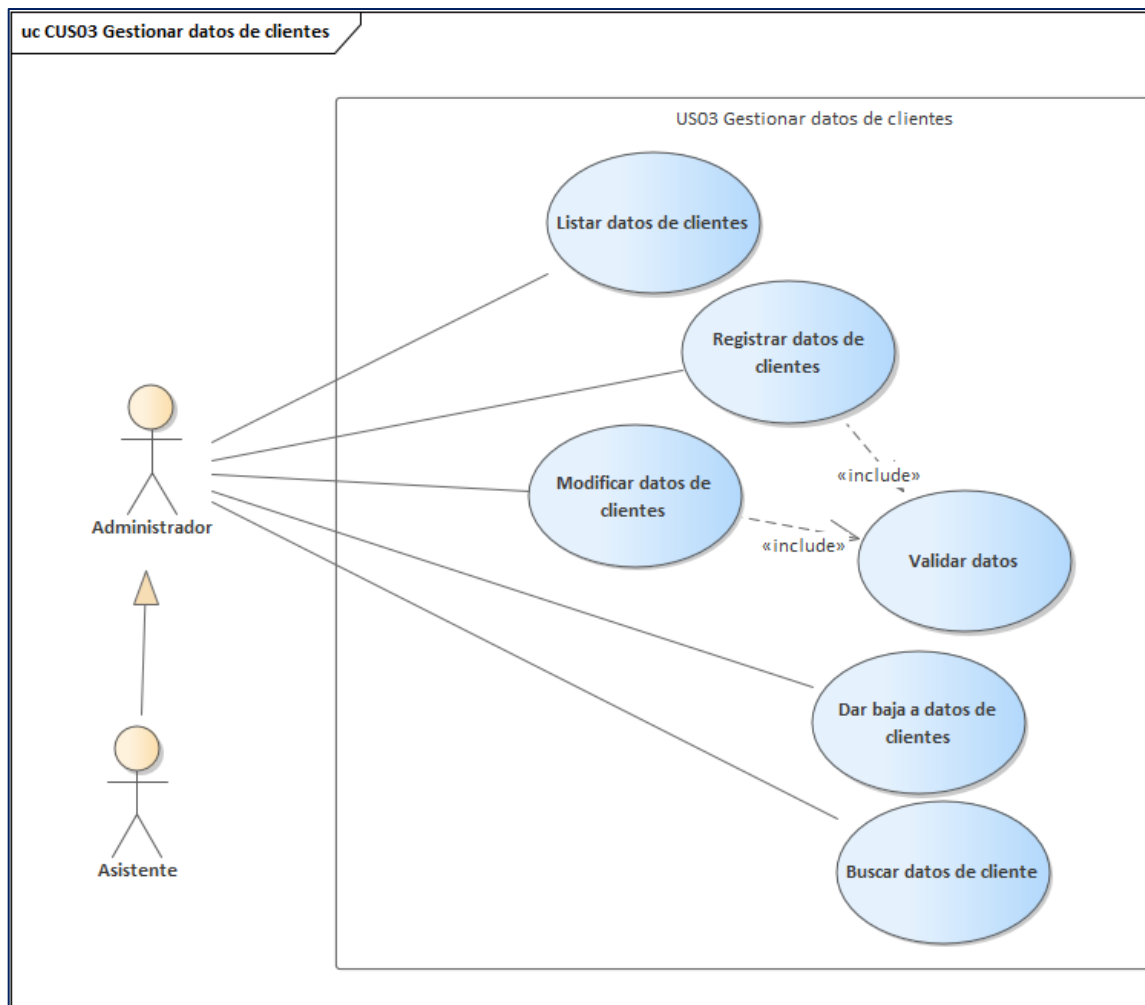 uc CUS03 Gestionar datos de clientes
US03 Gestionar datos de clientes
Listar datos de clientes
Registrar datos de
clientes
«include»
Modificar datos de
clientes
«include»
Validar datos
Administrador
Dar baja a datos de
clientes
Buscar datos de cliente
Asistente